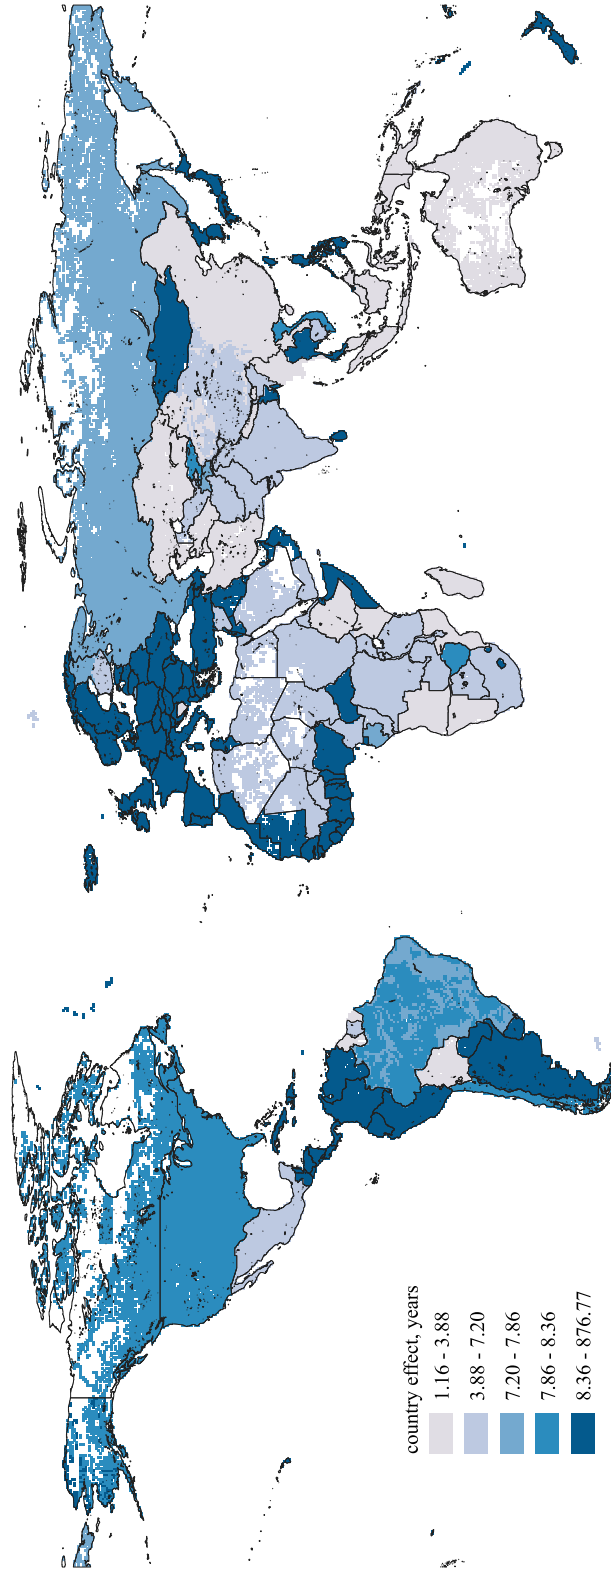 country effect, years
1.16 - 3.88
3.88 - 7.20
7.20 - 7.86
7.86 - 8.36
8.36 - 876.77